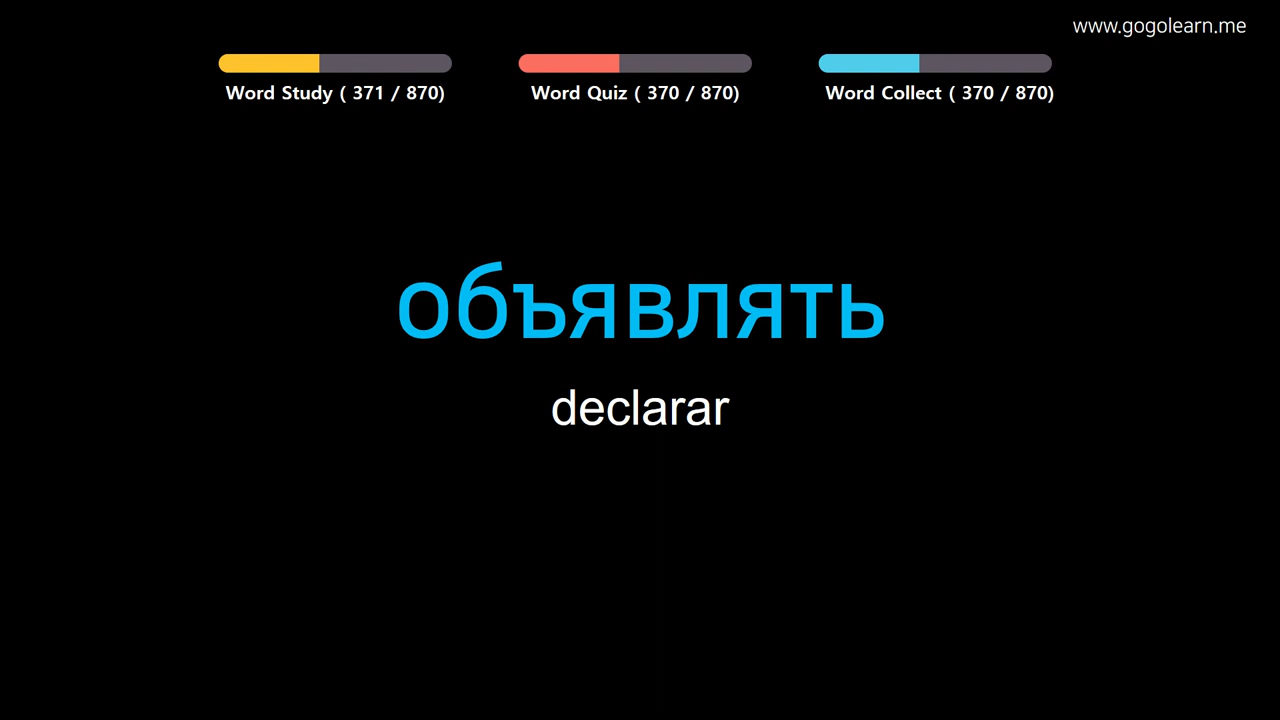 www.gogolearn.me
Word Study ( 371 / 870)
Word Quiz ( 370 / 870)
Word Collect ( 370 / 870)
объявлять
declarar